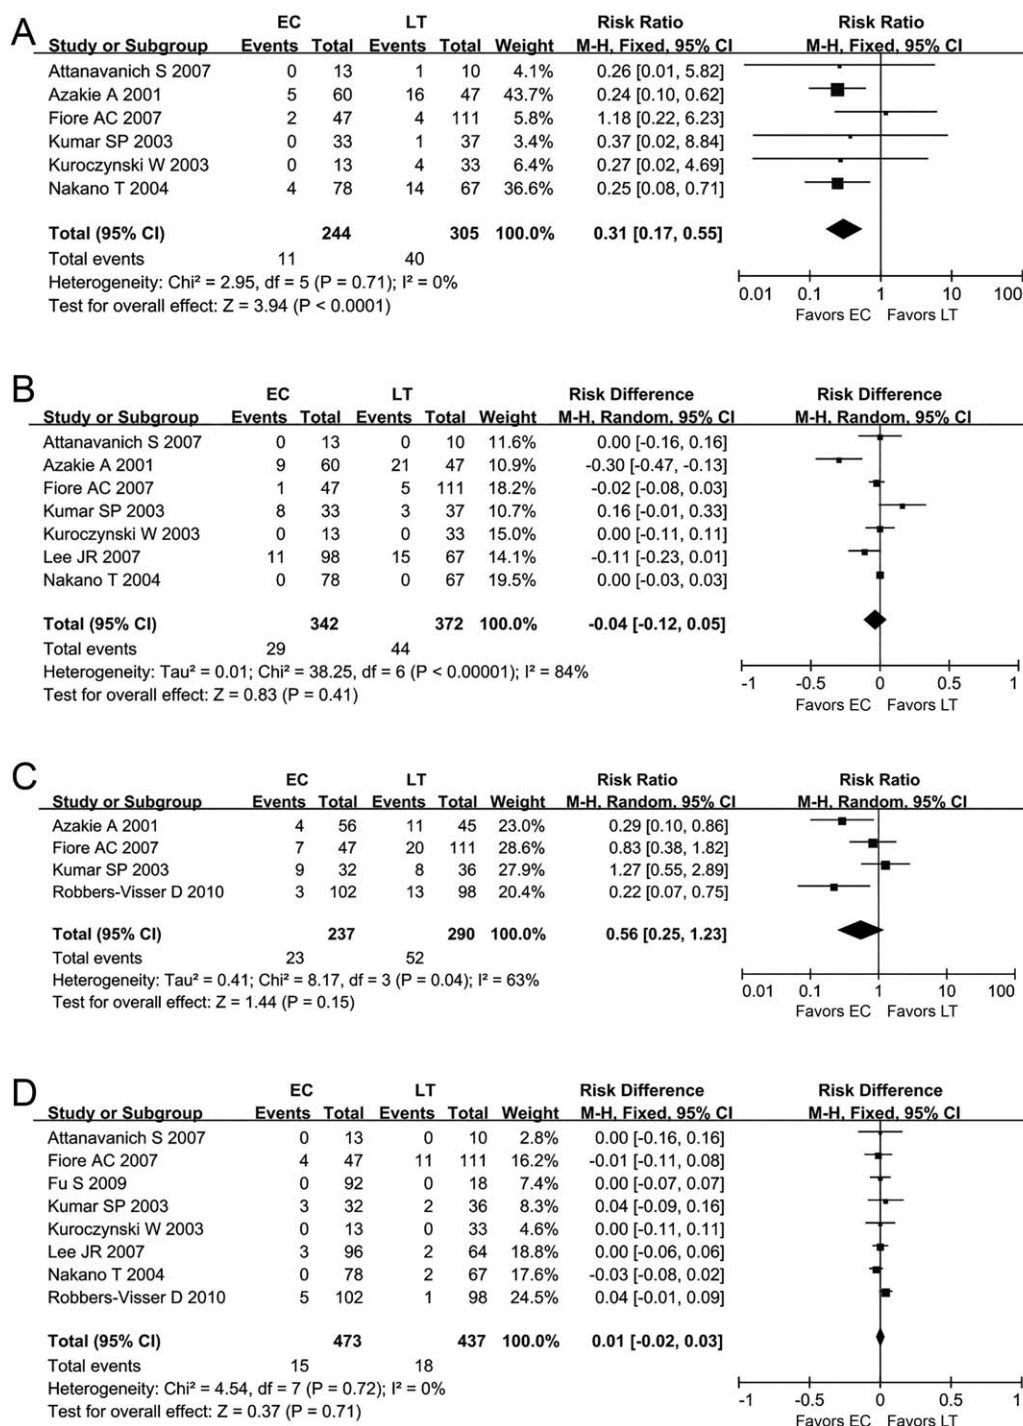 A
EC LT Risk Ratio Risk Ratio
Study or Subgroup Events Total Events Total Weight M-H, Fixed, 95% CI M-H, Fixed, 95% CI
Attanavanich S 2007 0 13 1 10 4.1% 0.26 [0.01, 5.82]
Azakie A 2001 5 60 16 47 43.7% 0.24 [0.10, 0.62]
Fiore AC 2007 2 47 4 111 5.8% 1.18 [0.22, 6.23]
Kumar SP 2003 0 33 1 37 3.4% 0.37 [0.02, 8.84]
Kuroczynski W 2003 0 13 4 33 6.4% 0.27 [0.02, 4.69]
Nakano T 2004 4 78 14 67 36.6% 0.25 [0.08, 0.71]
Total (95% CI) 244 305 100.0% 0.31 [0.17, 0.55]
Total events 11 40
Heterogeneity: Chi² = 2.95, df = 5 (P = 0.71); I² = 0%
Test for overall effect: Z = 3.94 (P < 0.0001)
0.01 0.1 1 10 100
Favors EC Favors LT
B
EC LT Risk Difference Risk Difference
Study or Subgroup Events Total Events Total Weight M-H, Random, 95% CI M-H, Random, 95% CI
Attanavanich S 2007 0 13 0 10 11.6% 0.00 [-0.16, 0.16]
Azakie A 2001 9 60 21 47 10.9% -0.30 [-0.47, -0.13]
Fiore AC 2007 1 47 5 111 18.2% -0.02 [-0.08, 0.03]
Kumar SP 2003 8 33 3 37 10.7% 0.16 [-0.01, 0.33]
Kuroczynski W 2003 0 13 0 33 15.0% 0.00 [-0.11, 0.11]
Lee JR 2007 11 98 15 67 14.1% -0.11 [-0.23, 0.01]
Nakano T 2004 0 78 0 67 19.5% 0.00 [-0.03, 0.03]
Total (95% CI) 342 372 100.0% -0.04 [-0.12, 0.05]
Total events 29 44
Heterogeneity: Tau² = 0.01; Chi² = 38.25, df = 6 (P < 0.00001); I² = 84%
Test for overall effect: Z = 0.83 (P = 0.41)
-1 -0.5 0 0.5 1
Favors EC Favors LT
C
EC LT Risk Ratio Risk Ratio
Study or Subgroup Events Total Events Total Weight M-H, Random, 95% CI M-H, Random, 95% CI
Azakie A 2001 4 56 11 45 23.0% 0.29 [0.10, 0.86]
Fiore AC 2007 7 47 20 111 28.6% 0.83 [0.38, 1.82]
Kumar SP 2003 9 32 8 36 27.9% 1.27 [0.55, 2.89]
Robbers-Visser D 2010 3 102 13 98 20.4% 0.22 [0.07, 0.75]
Total (95% CI) 237 290 100.0% 0.56 [0.25, 1.23]
Total events 23 52
Heterogeneity: Tau² = 0.41; Chi² = 8.17, df = 3 (P = 0.04); I² = 63%
Test for overall effect: Z = 1.44 (P = 0.15)
0.01 0.1 1 10 100
Favors EC Favors LT
D
EC LT Risk Difference Risk Difference
Study or Subgroup Events Total Events Total Weight M-H, Fixed, 95% CI M-H, Fixed, 95% CI
Attanavanich S 2007 0 13 0 10 2.8% 0.00 [-0.16, 0.16]
Fiore AC 2007 4 47 11 111 16.2% -0.01 [-0.11, 0.08]
Fu S 2009 0 92 0 18 7.4% 0.00 [-0.07, 0.07]
Kumar SP 2003 3 32 2 36 8.3% 0.04 [-0.09, 0.16]
Kuroczynski W 2003 0 13 0 33 4.6% 0.00 [-0.11, 0.11]
Lee JR 2007 3 96 2 64 18.8% 0.00 [-0.06, 0.06]
Nakano T 2004 0 78 2 67 17.6% -0.03 [-0.08, 0.02]
Robbers-Visser D 2010 5 102 1 98 24.5% 0.04 [-0.01, 0.09]
Total (95% CI) 473 437 100.0% 0.01 [-0.02, 0.03]
Total events 15 18
Heterogeneity: Chi² = 4.54, df = 7 (P = 0.72); I² = 0%
Test for overall effect: Z = 0.37 (P = 0.71)
-1 -0.5 0 0.5 1
Favors EC Favors LT